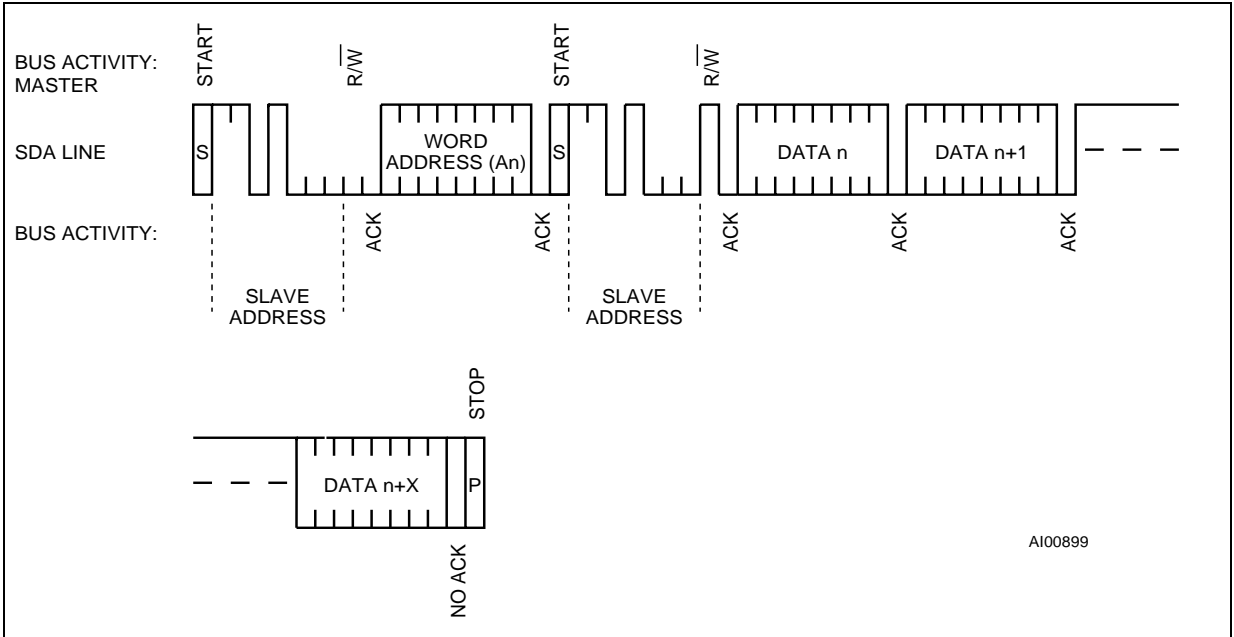 BUS ACTIVITY:
MASTER
START
R/W
START
R/W
SDA LINE
S
WORD
ADDRESS (An)
S
DATA n
DATA n+1
BUS ACTIVITY:
ACK
ACK
ACK
ACK
ACK
SLAVE
ADDRESS
SLAVE
ADDRESS
STOP
DATA n+X
P
NO ACK
AI00899